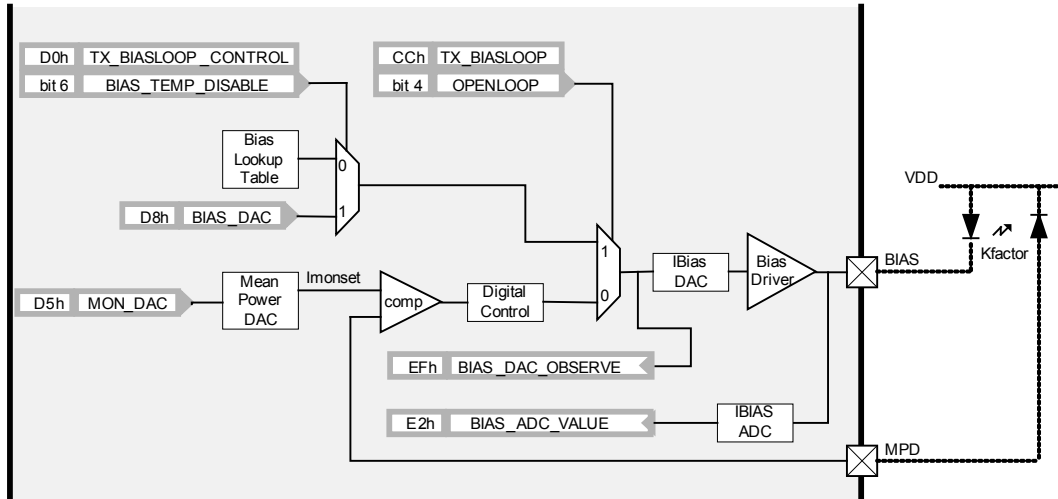 D0h TX_BIASLOOP_CONTROL
bit 6 BIAS_TEMP_DISABLE
CCh TX_BIASLOOP
bit 4 OPENLOOP
Bias
Lookup
Table
0
1
D8h BIAS_DAC
VDD
Kfactor
1
0
IBias
DAC
Bias
Driver
BIAS
D5h MON_DAC
Mean
Power
DAC
Imonset
comp
Digital
Control
EFh BIAS_DAC_OBSERVE
E2h BIAS_ADC_VALUE
IBIAS
ADC
MPD